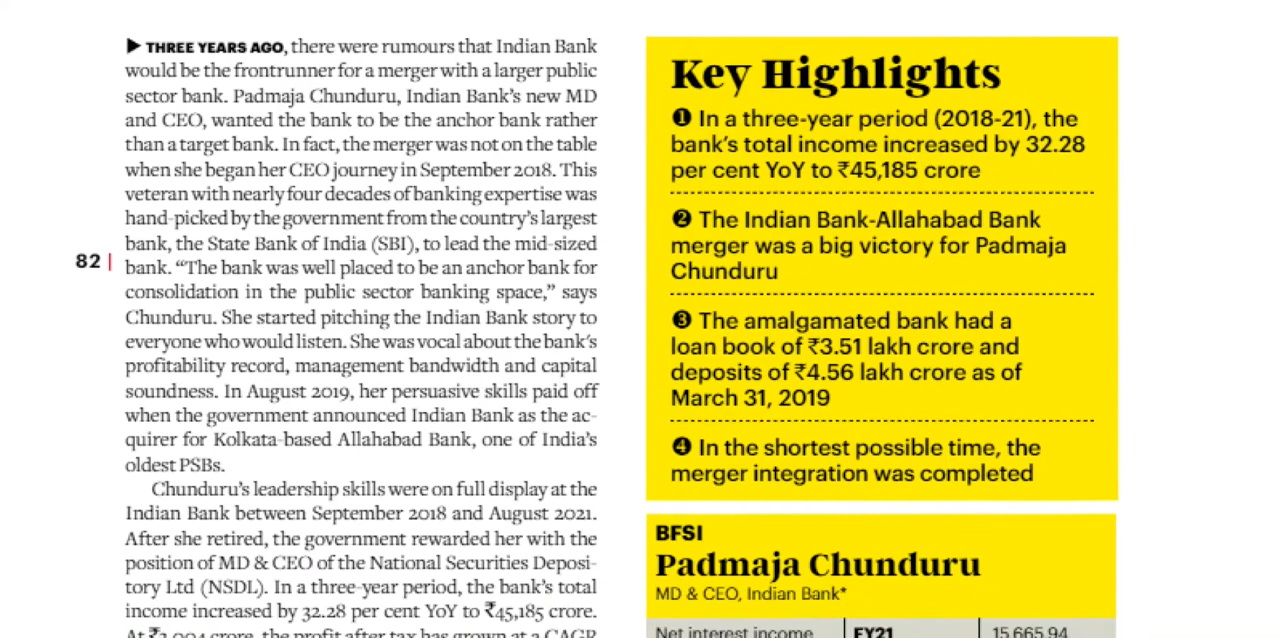 ▶ THREE YEARS AGO, there were rumours that Indian Bank
would be the frontrunner for a merger with a larger public
sector bank. Padmaja Chunduru, Indian Bank’s new MD
and CEO, wanted the bank to be the anchor bank rather
than a target bank. In fact, the merger was not on the table
when she began her CEO journey in September 2018. This
veteran with nearly four decades of banking expertise was
hand-picked by the government from the country’s largest
bank, the State Bank of India (SBI), to lead the mid-sized
bank. “The bank was well placed to be an anchor bank for
consolidation in the public sector banking space,” says
Chunduru. She started pitching the Indian Bank story to
everyone who would listen. She was vocal about the bank's
profitability record, management bandwidth and capital
soundness. In August 2019, her persuasive skills paid off
when the government announced Indian Bank as the ac-
quirer for Kolkata-based Allahabad Bank, one of India’s
oldest PSBs.
Chunduru’s leadership skills were on full display at the
Indian Bank between September 2018 and August 2021.
After she retired, the government rewarded her with the
position of MD & CEO of the National Securities Deposi-
tory Ltd (NSDL). In a three-year period, the bank’s total
income increased by 32.28 per cent YoY to ₹45,185 crore.
At ₹3,004 crore, the profit after tax has grown at a CAGR
82
Key Highlights
❶ In a three-year period (2018-21), the
bank’s total income increased by 32.28
per cent YoY to ₹45,185 crore
❷ The Indian Bank-Allahabad Bank
merger was a big victory for Padmaja
Chunduru
❸ The amalgamated bank had a
loan book of ₹3.51 lakh crore and
deposits of ₹4.56 lakh crore as of
March 31, 2019
❹ In the shortest possible time, the
merger integration was completed
BFSI
Padmaja Chunduru
MD & CEO, Indian Bank*
Net interest income FY21 15,665.94